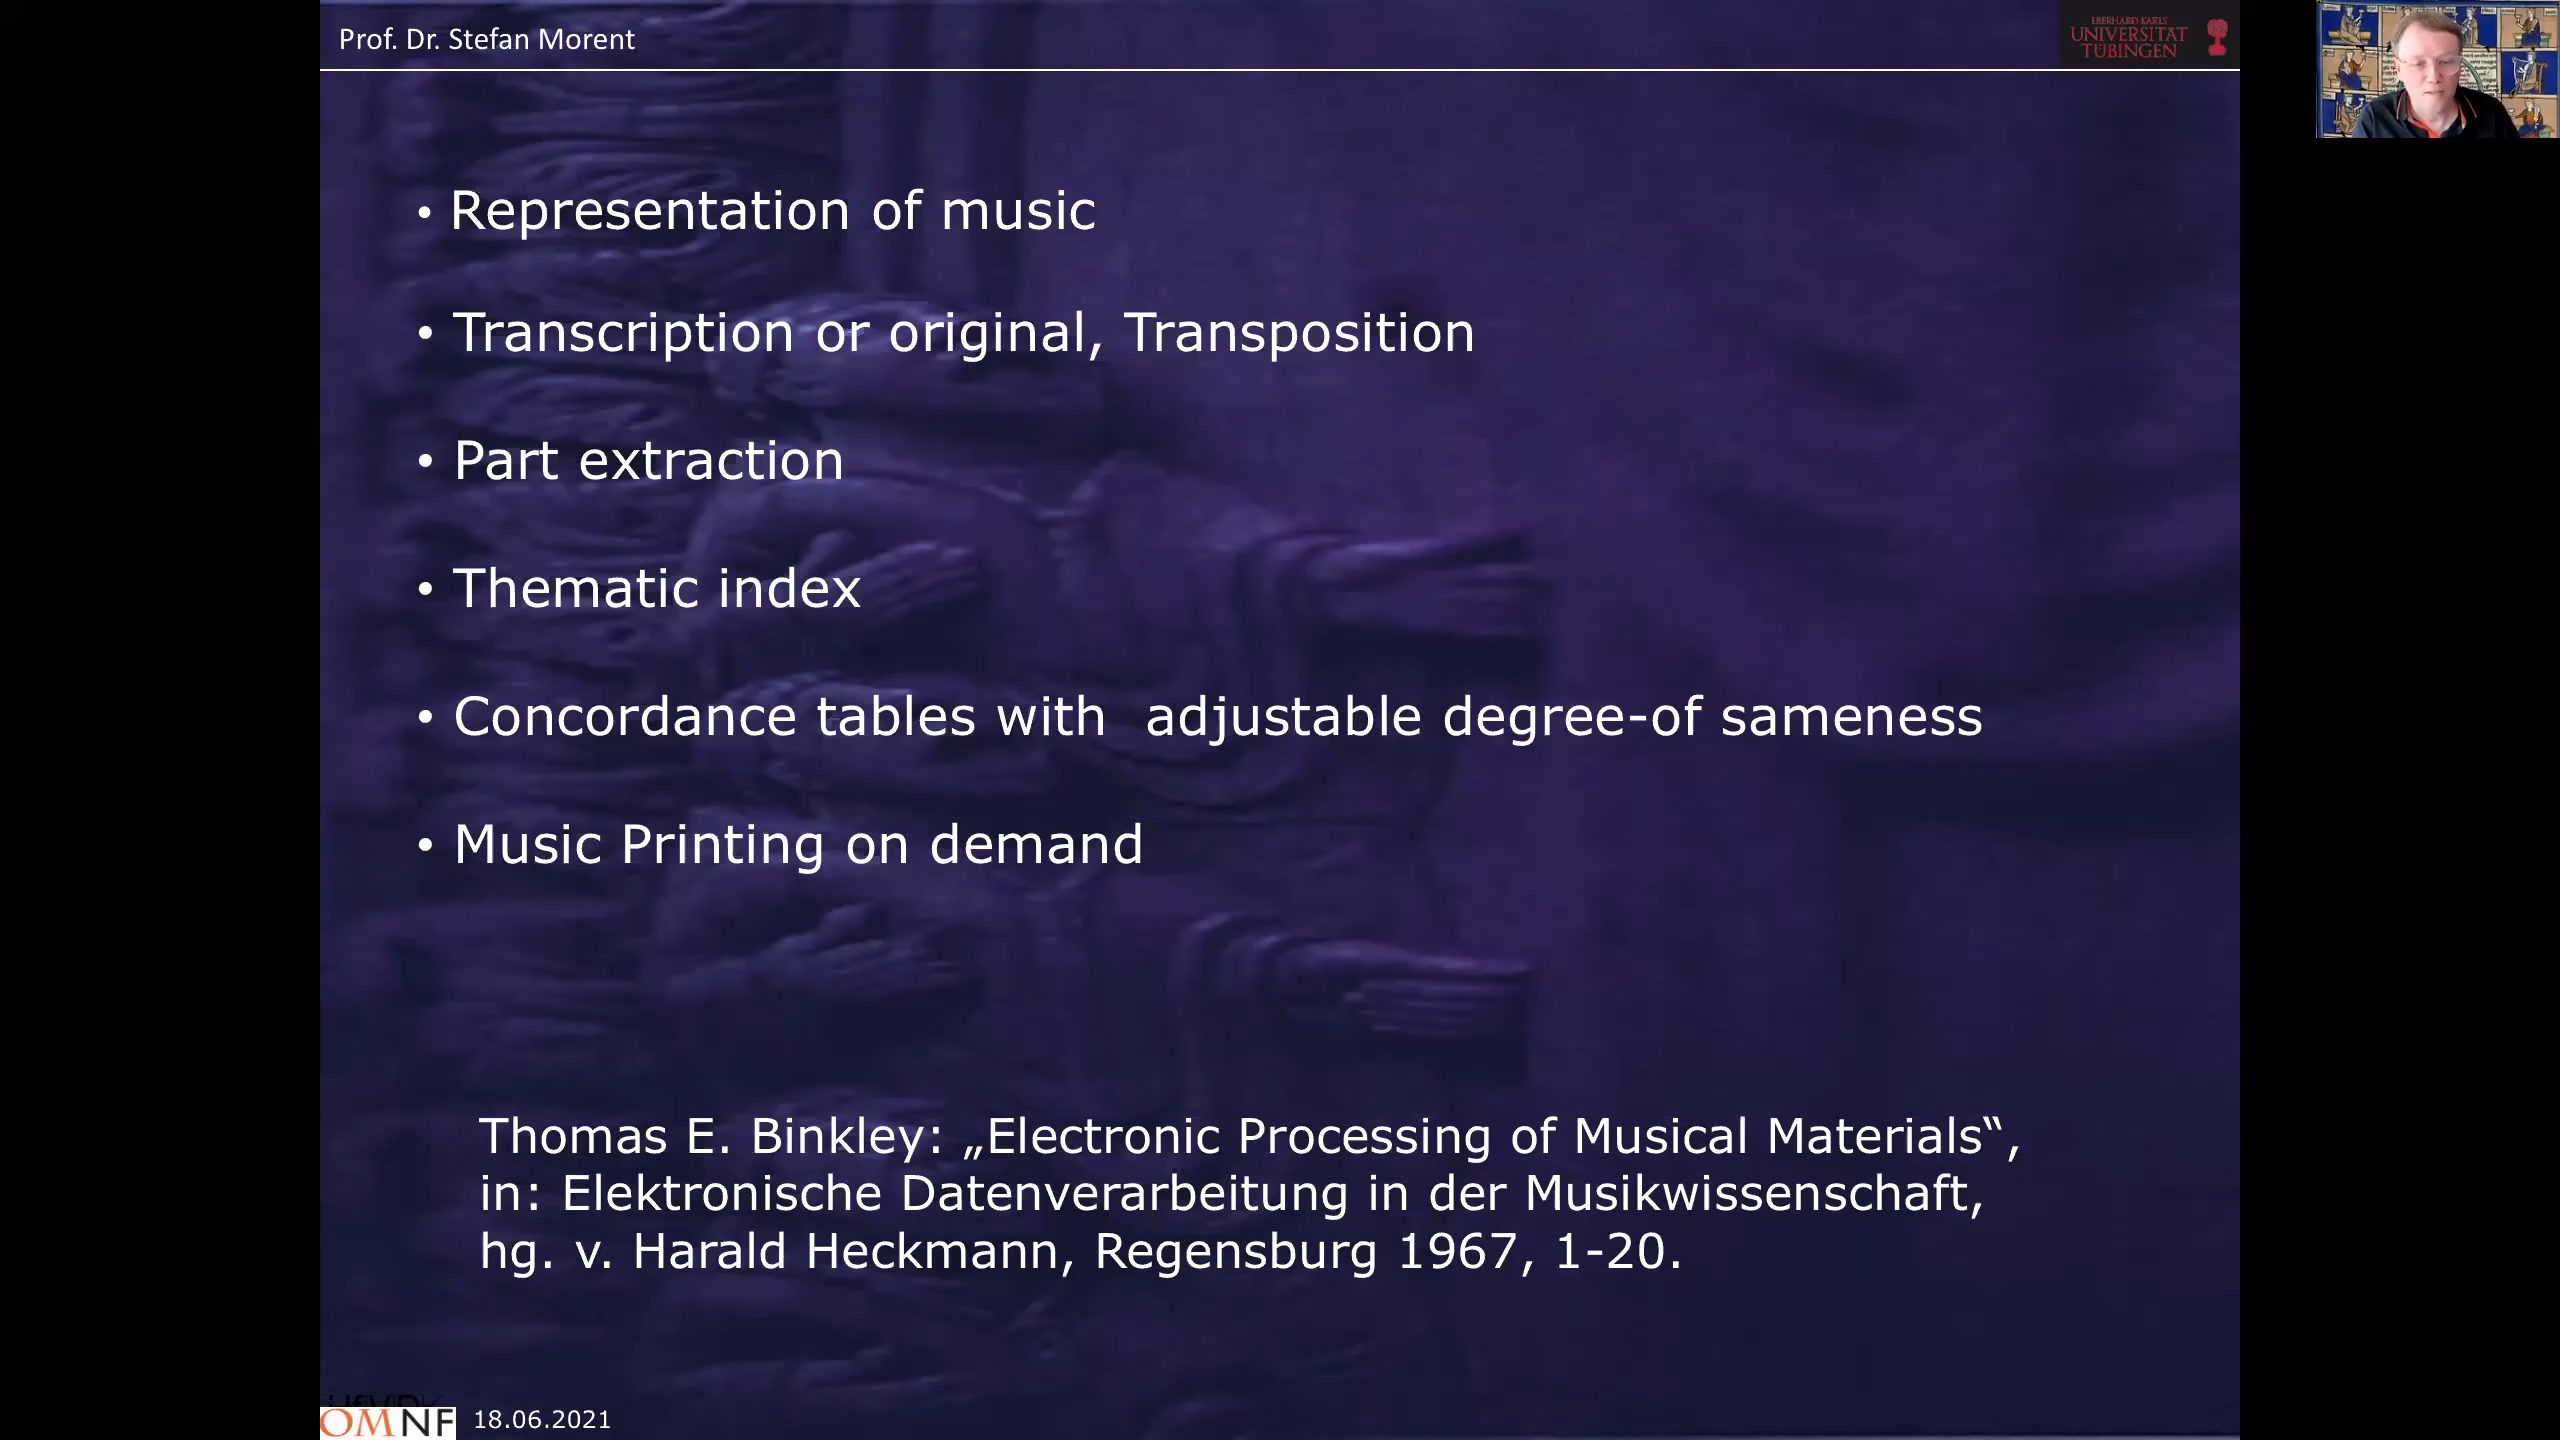 Prof. Dr. Stefan Morent
EBERHARD KARLS
UNIVERSITÄT
TÜBINGEN
• Representation of music
• Transcription or original, Transposition
• Part extraction
• Thematic index
• Concordance tables with  adjustable degree-of sameness
• Music Printing on demand
Thomas E. Binkley: „Electronic Processing of Musical Materials“,
in: Elektronische Datenverarbeitung in der Musikwissenschaft,
hg. v. Harald Heckmann, Regensburg 1967, 1-20.
OMNF
18.06.2021